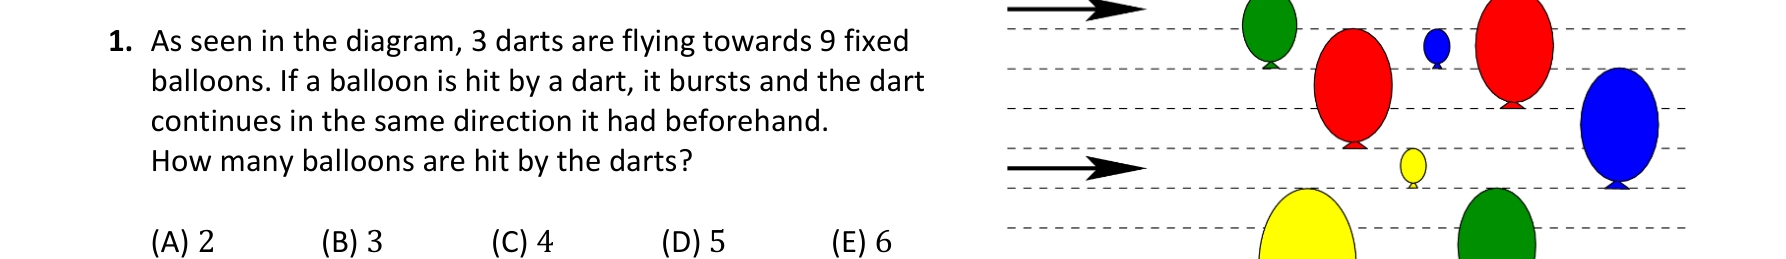 1. As seen in the diagram, 3 darts are flying towards 9 fixed
balloons. If a balloon is hit by a dart, it bursts and the dart
continues in the same direction it had beforehand.
How many balloons are hit by the darts?
(A) 2 (B) 3 (C) 4 (D) 5 (E) 6